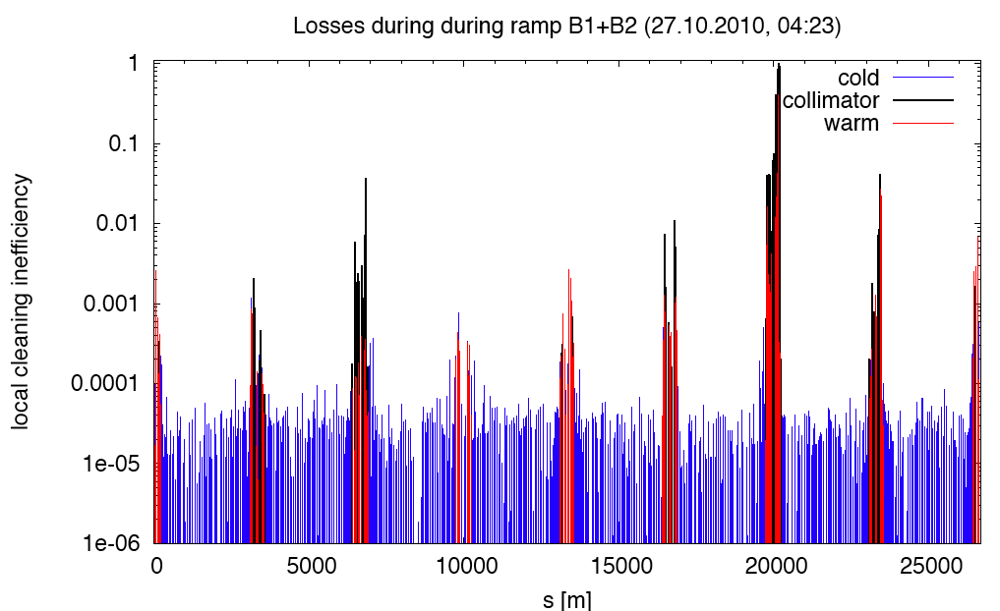 Losses during during ramp B1+B2 (27.10.2010, 04:23)
local cleaning inefficiency
1
0.1
0.01
0.001
0.0001
1e-05
1e-06
cold
collimator
warm
0 5000 10000 15000 20000 25000
s [m]